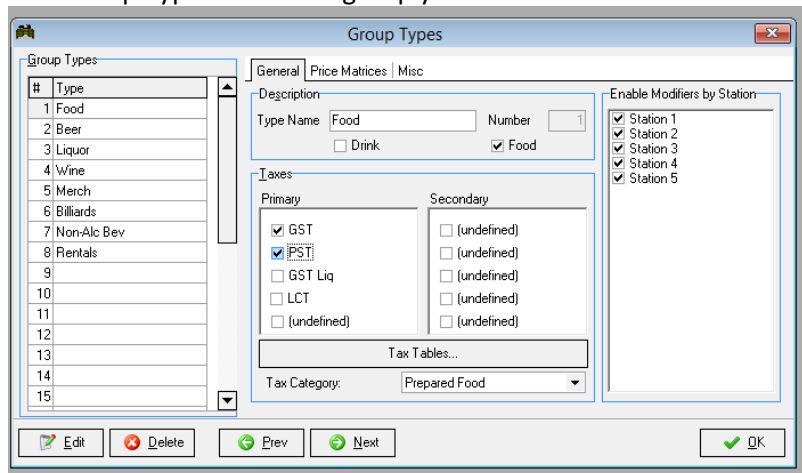 Group Types
Group Types
# Type
1 Food
2 Beer
3 Liquor
4 Wine
5 Merch
6 Billiards
7 Non-Alc Bev
8 Rentals
9
10
11
12
13
14
15
General Price Matrices Misc
Description
Type Name Food Number 1
Drink Food
Taxes
Primary Secondary
GST (undefined)
PST (undefined)
GST Liq (undefined)
LCT (undefined)
(undefined) (undefined)
Tax Tables...
Tax Category: Prepared Food
Enable Modifiers by Station
Station 1
Station 2
Station 3
Station 4
Station 5
Edit Delete Prev Next OK